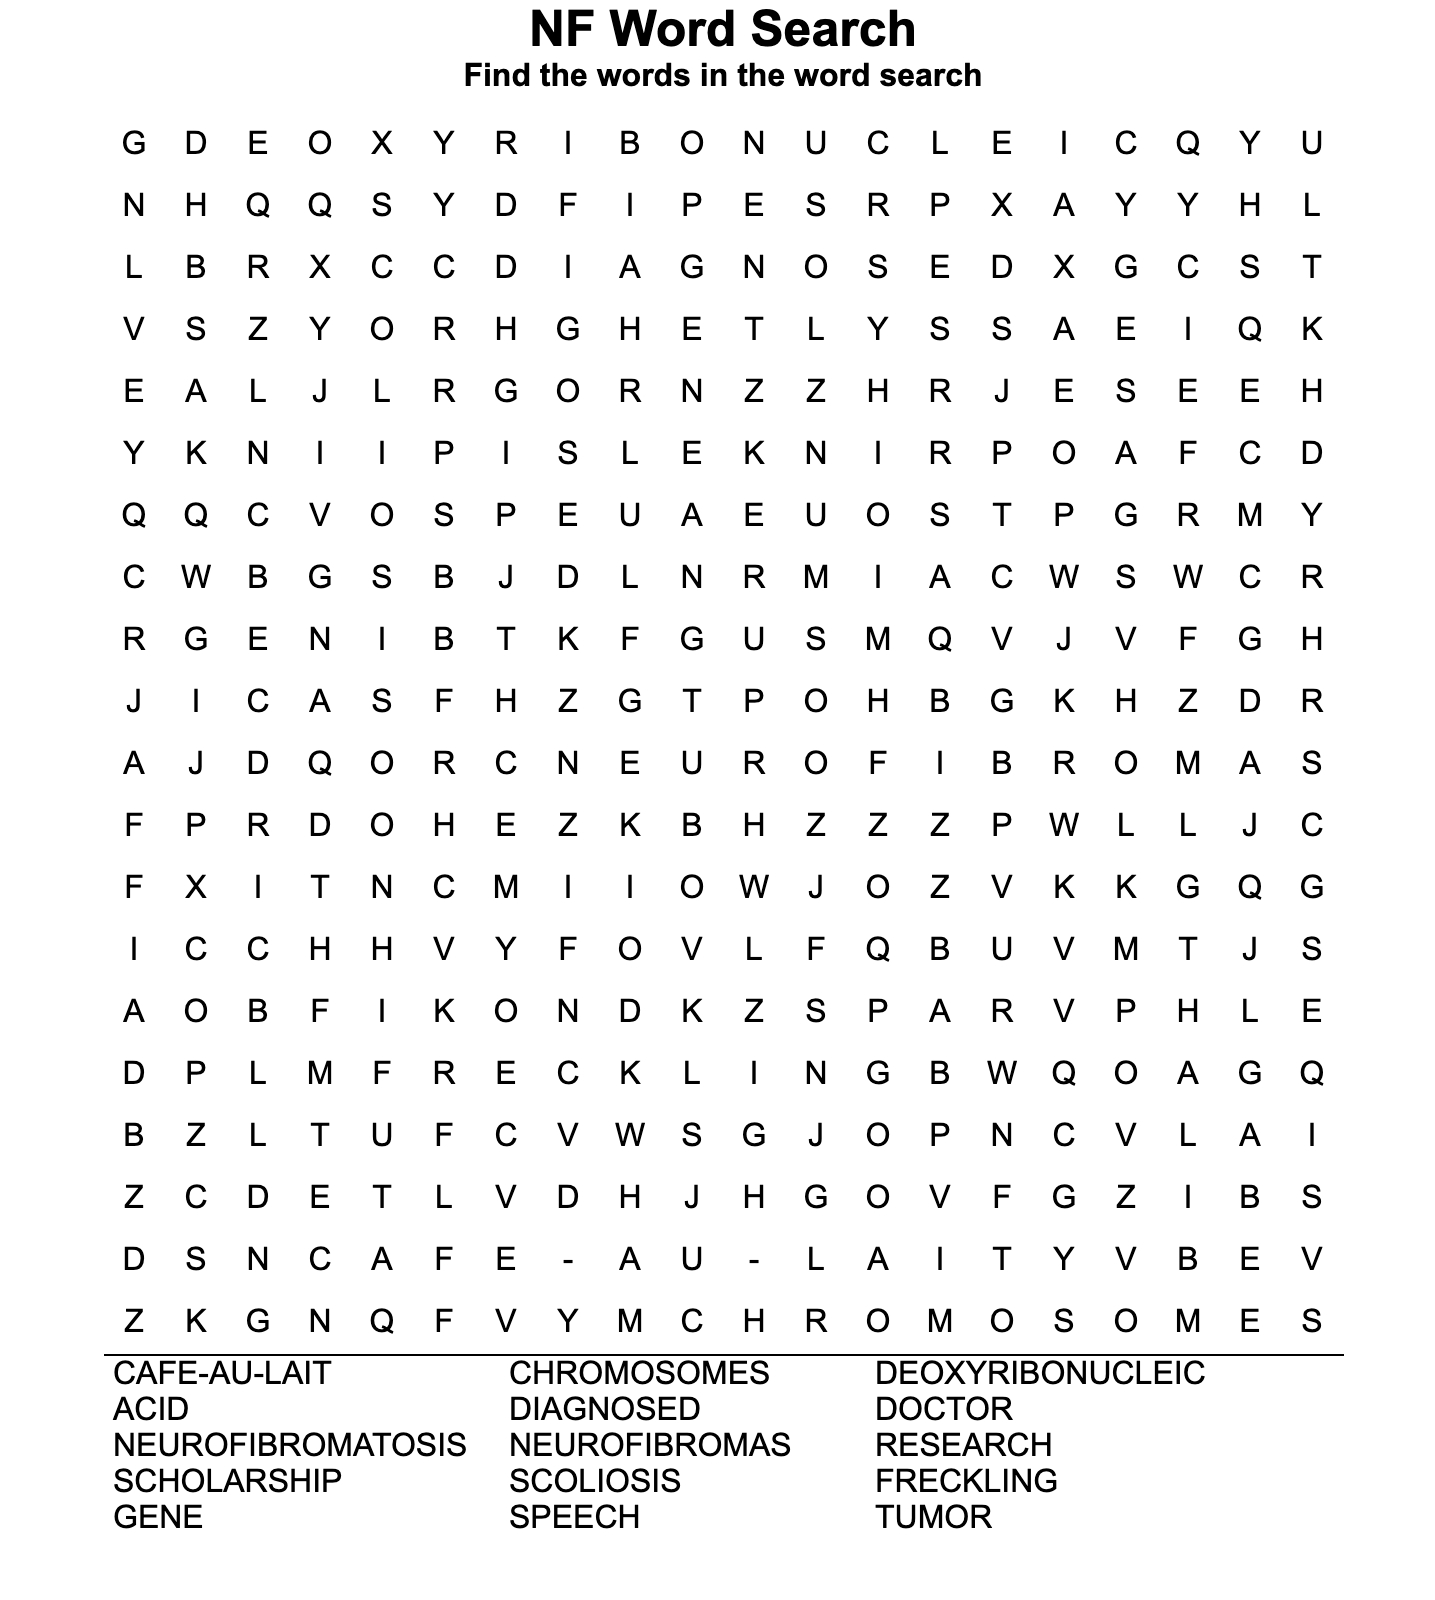 NF Word Search
Find the words in the word search
G D E O X Y R I B O N U C L E I C Q Y U
N H Q Q S Y D F I P E S R P X A Y Y H L
L B R X C C D I A G N O S E D X G C S T
V S Z Y O R H G H E T L Y S S A E I Q K
E A L J L R G O R N Z Z H R J E S E E H
Y K N I I P I S L E K N I R P O A F C D
Q Q C V O S P E U A E U O S T P G R M Y
C W B G S B J D L N R M I A C W S W C R
R G E N I B T K F G U S M Q V J V F G H
J I C A S F H Z G T P O H B G K H Z D R
A J D Q O R C N E U R O F I B R O M A S
F P R D O H E Z K B H Z Z Z P W L L J C
F X I T N C M I I O W J O Z V K K G Q G
I C C H H V Y F O V L F Q B U V M T J S
A O B F I K O N D K Z S P A R V P H L E
D P L M F R E C K L I N G B W Q O A G Q
B Z L T U F C V W S G J O P N C V L A I
Z C D E T L V D H J H G O V F G Z I B S
D S N C A F E - A U - L A I T Y V B E V
Z K G N Q F V Y M C H R O M O S O M E S
CAFE-AU-LAIT CHROMOSOMES DEOXYRIBONUCLEIC
ACID DIAGNOSED DOCTOR
NEUROFIBROMATOSIS NEUROFIBROMAS RESEARCH
SCHOLARSHIP SCOLIOSIS FRECKLING
GENE SPEECH TUMOR